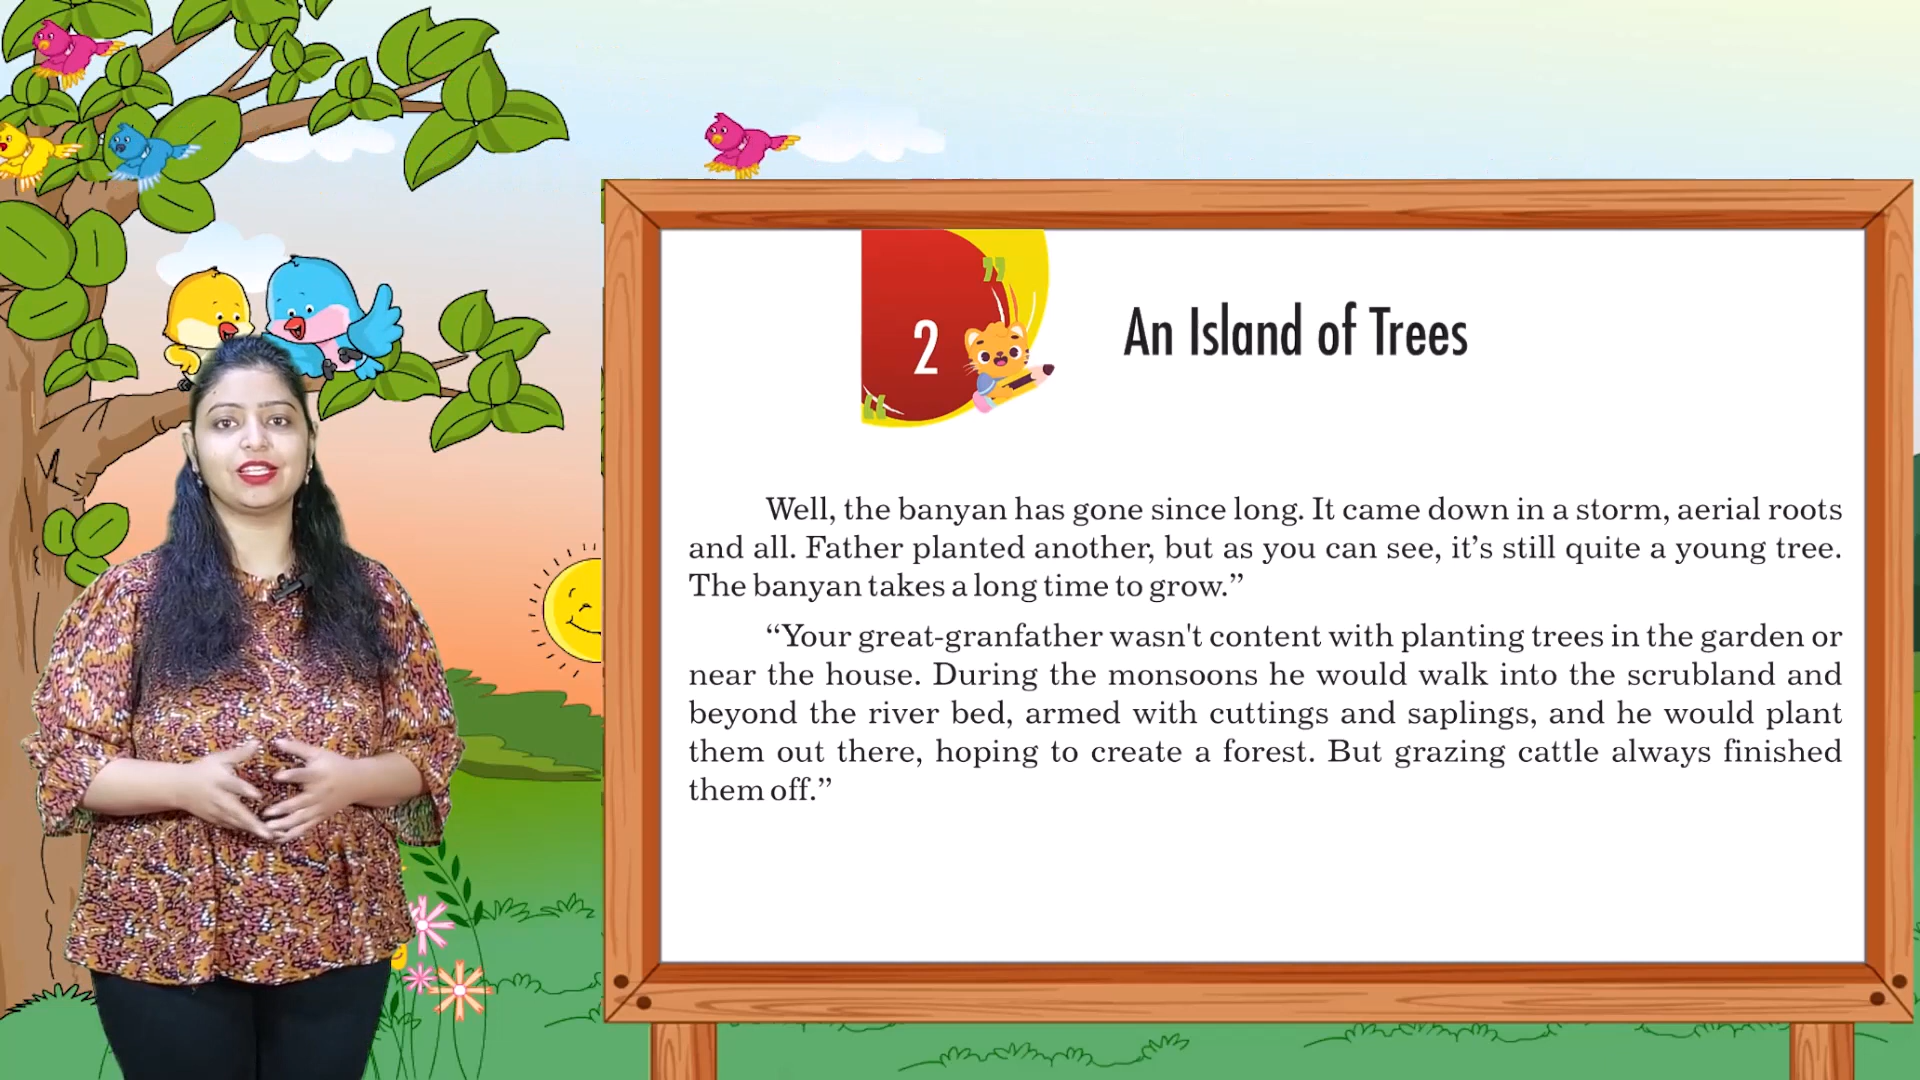 2
An Island of Trees
Well, the banyan has gone since long. It came down in a storm, aerial roots
and all. Father planted another, but as you can see, it’s still quite a young tree.
The banyan takes a long time to grow.”
“Your great-granfather wasn't content with planting trees in the garden or
near the house. During the monsoons he would walk into the scrubland and
beyond the river bed, armed with cuttings and saplings, and he would plant
them out there, hoping to create a forest. But grazing cattle always finished
them off.”